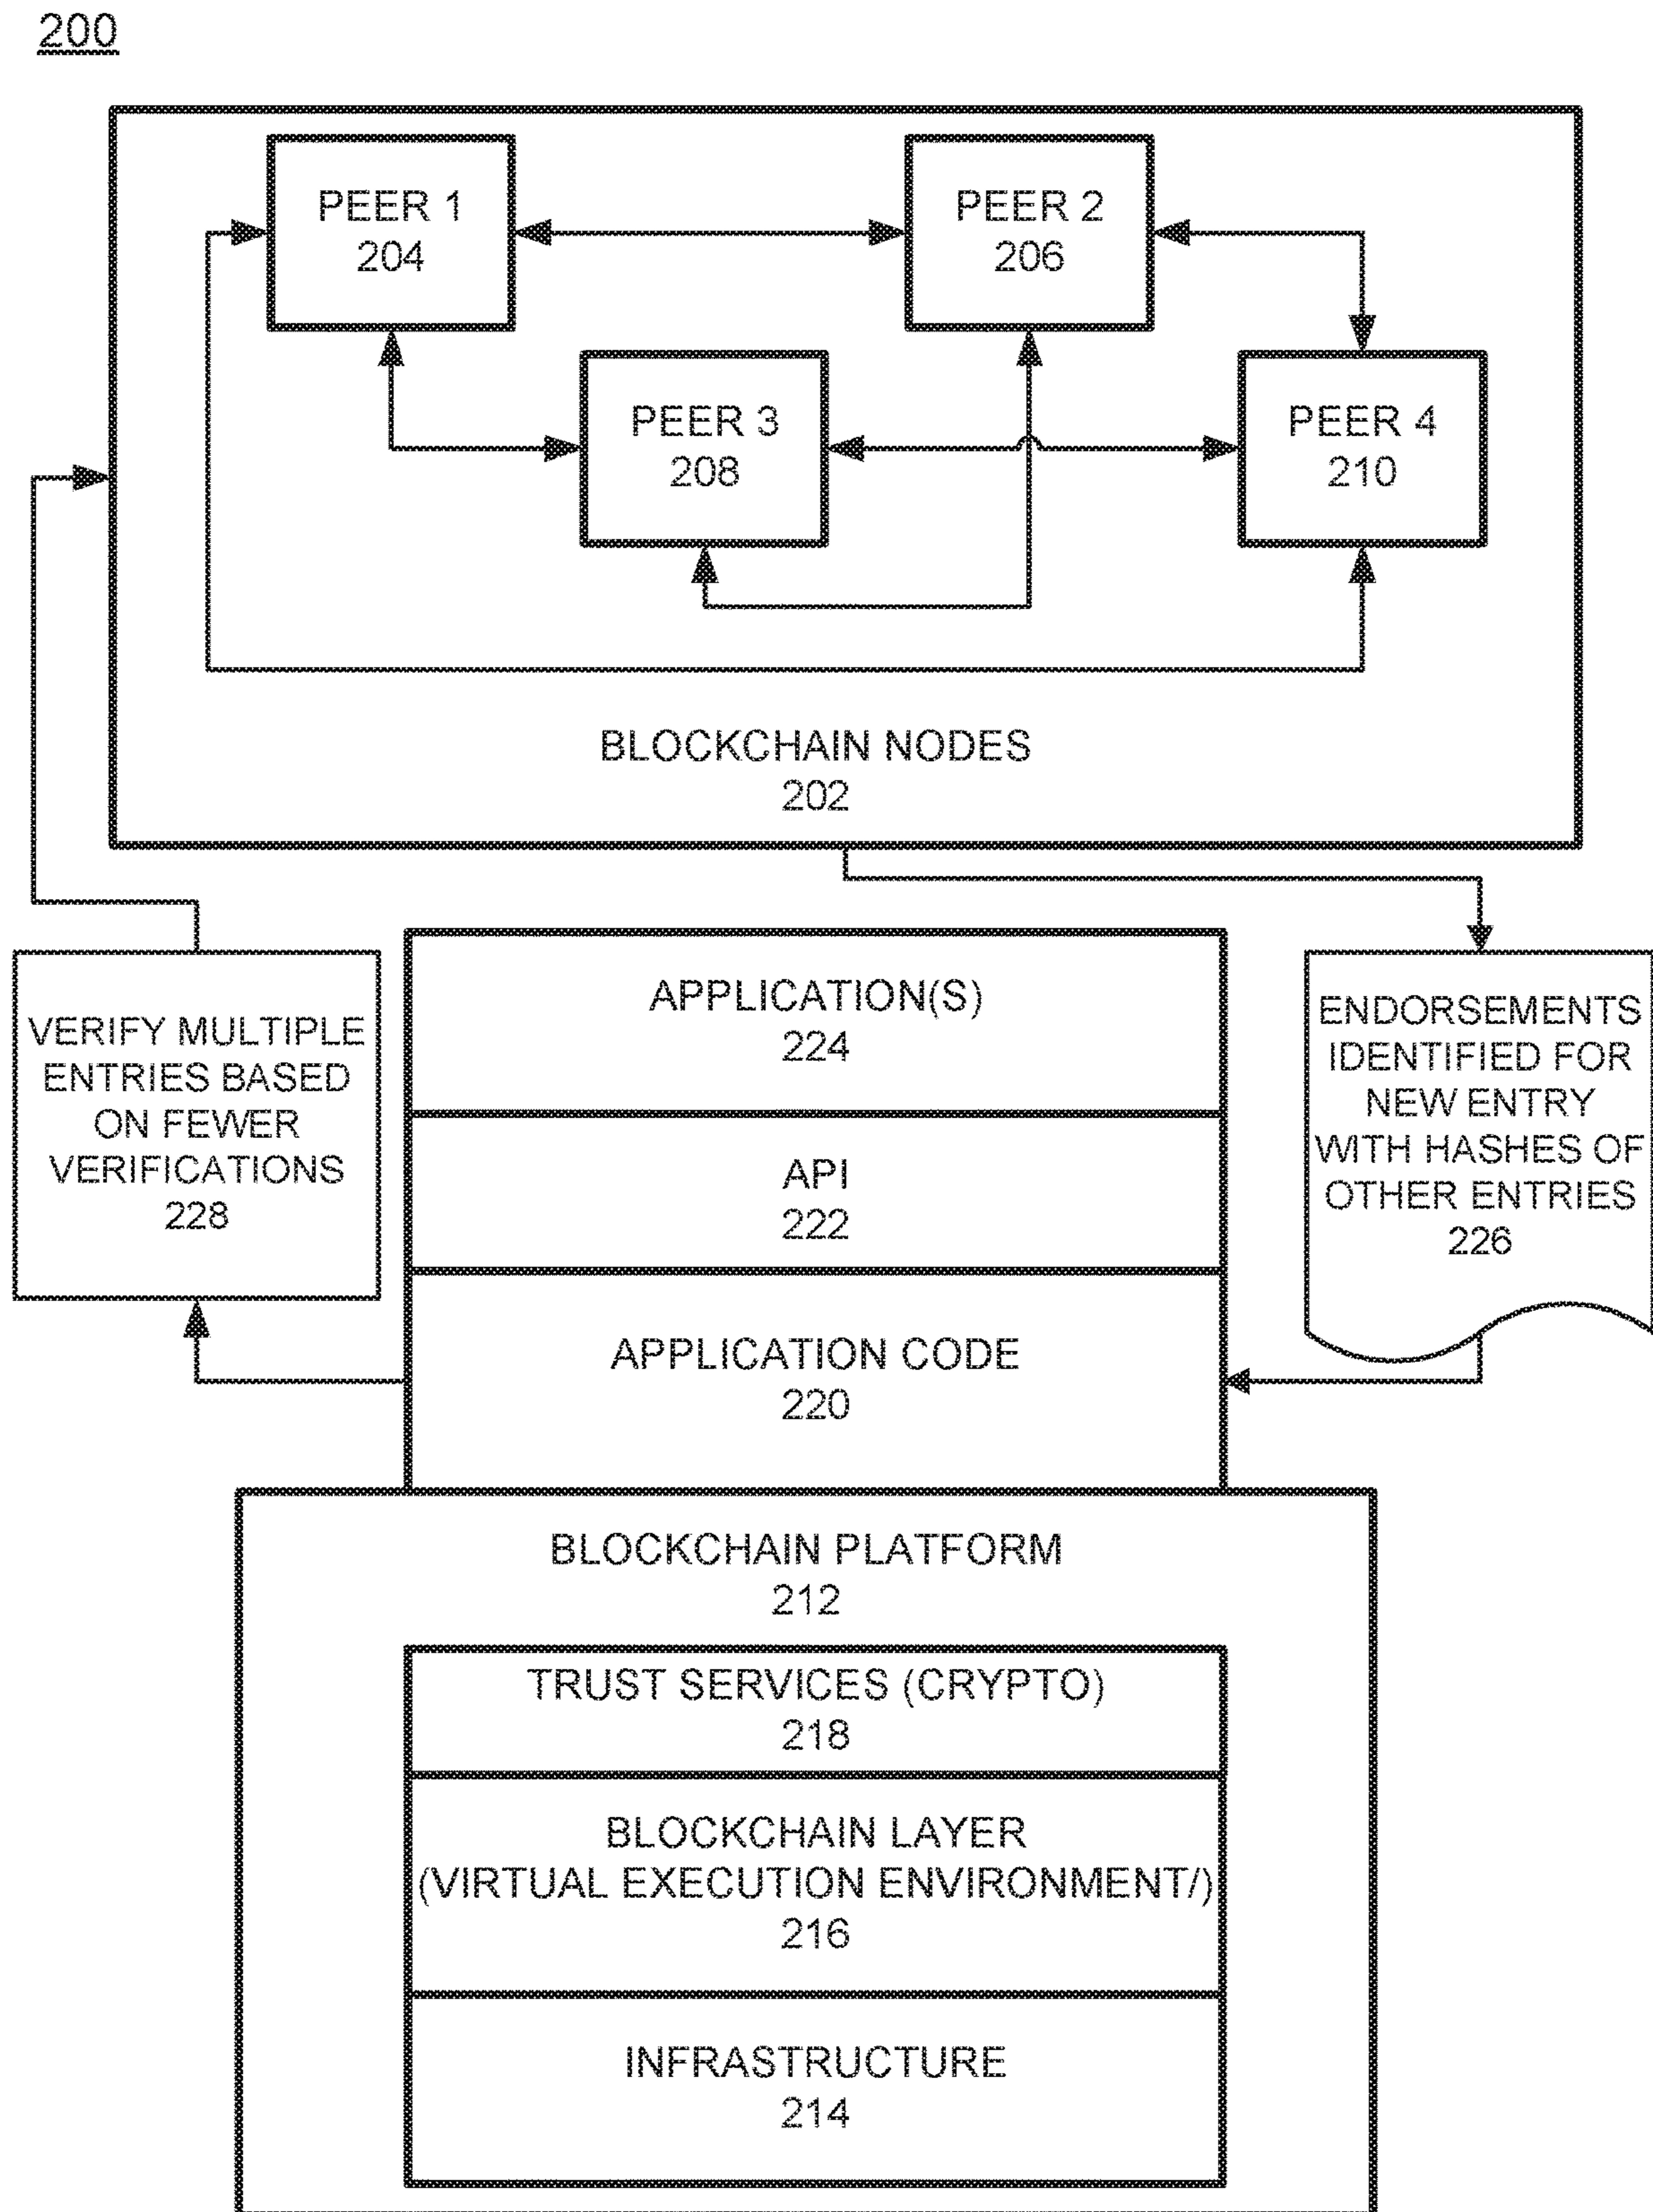 200
PEER 1
204
PEER 2
206
PEER 3
208
PEER 4
210
BLOCKCHAIN NODES
202
VERIFY MULTIPLE
ENTRIES BASED
ON FEWER
VERIFICATIONS
228
APPLICATION(S)
224
API
222
APPLICATION CODE
220
ENDORSEMENTS
IDENTIFIED FOR
NEW ENTRY
WITH HASHES OF
OTHER ENTRIES
226
BLOCKCHAIN PLATFORM
212
TRUST SERVICES (CRYPTO)
218
BLOCKCHAIN LAYER
(VIRTUAL EXECUTION ENVIRONMENT/)
216
INFRASTRUCTURE
214